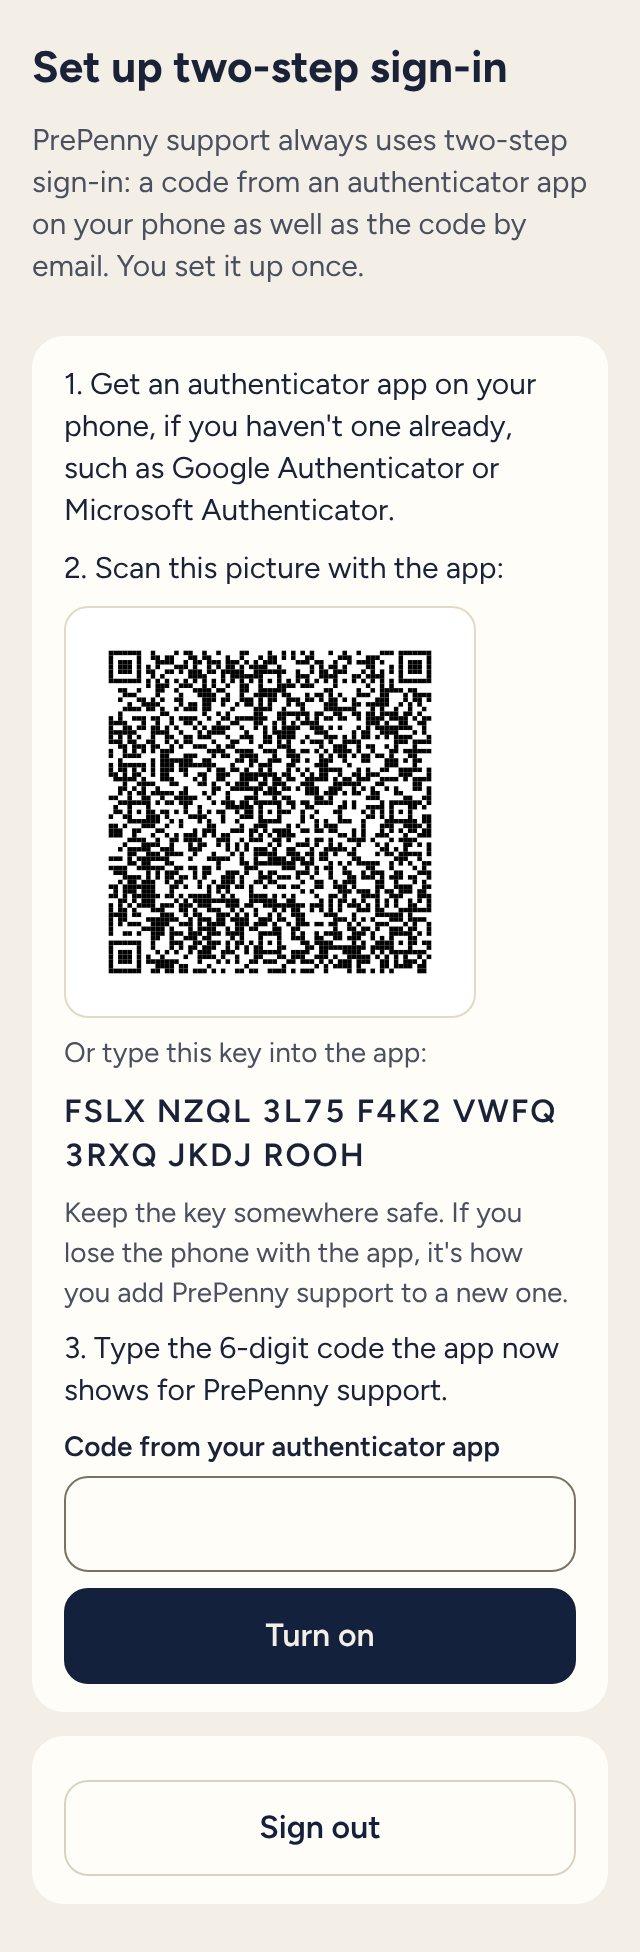 Set up two-step sign-in
PrePenny support always uses two-step
sign-in: a code from an authenticator app
on your phone as well as the code by
email. You set it up once.
1. Get an authenticator app on your
phone, if you haven't one already,
such as Google Authenticator or
Microsoft Authenticator.
2. Scan this picture with the app:
Or type this key into the app:
FSLX NZQL 3L75 F4K2 VWFQ
3RXQ JKDJ ROOH
Keep the key somewhere safe. If you
lose the phone with the app, it's how
you add PrePenny support to a new one.
3. Type the 6-digit code the app now
shows for PrePenny support.
Code from your authenticator app
Turn on
Sign out